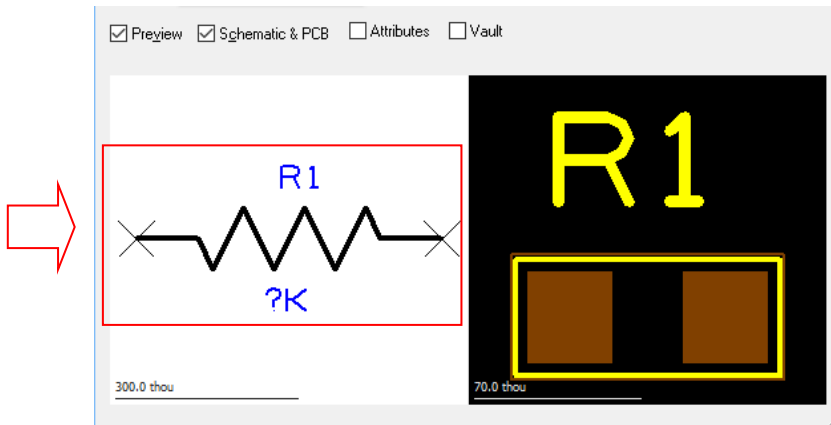 Preview Schematic & PCB Attributes Vault
R1
?K
300.0 thou
R1
70.0 thou